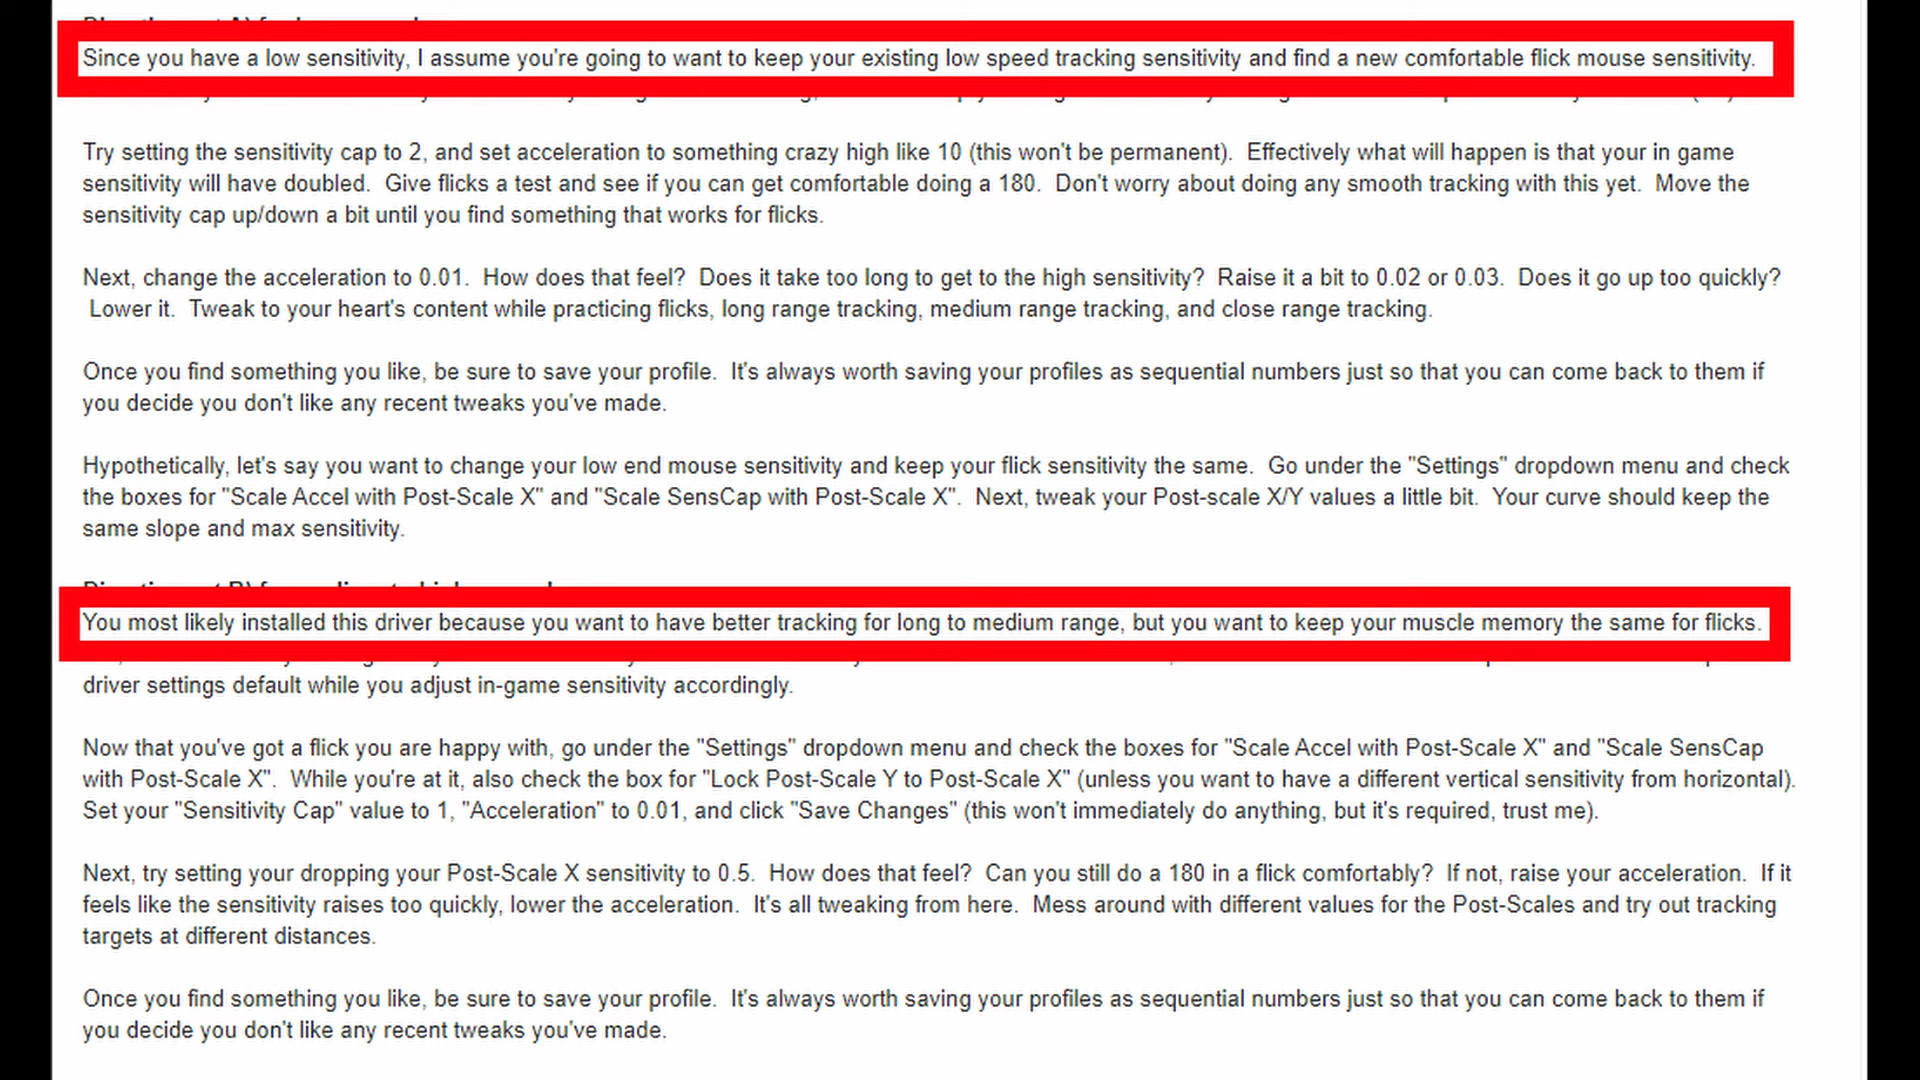 Since you have a low sensitivity, I assume you're going to want to keep your existing low speed tracking sensitivity and find a new comfortable flick mouse sensitivity.
Try setting the sensitivity cap to 2, and set acceleration to something crazy high like 10 (this won't be permanent).  Effectively what will happen is that your in game
sensitivity will have doubled.  Give flicks a test and see if you can get comfortable doing a 180.  Don't worry about doing any smooth tracking with this yet.  Move the
sensitivity cap up/down a bit until you find something that works for flicks.
Next, change the acceleration to 0.01.  How does that feel?  Does it take too long to get to the high sensitivity?  Raise it a bit to 0.02 or 0.03.  Does it go up too quickly?
Lower it.  Tweak to your heart's content while practicing flicks, long range tracking, medium range tracking, and close range tracking.
Once you find something you like, be sure to save your profile.  It's always worth saving your profiles as sequential numbers just so that you can come back to them if
you decide you don't like any recent tweaks you've made.
Hypothetically, let's say you want to change your low end mouse sensitivity and keep your flick sensitivity the same.  Go under the "Settings" dropdown menu and check
the boxes for "Scale Accel with Post-Scale X" and "Scale SensCap with Post-Scale X".  Next, tweak your Post-scale X/Y values a little bit.  Your curve should keep the
same slope and max sensitivity.
You most likely installed this driver because you want to have better tracking for long to medium range, but you want to keep your muscle memory the same for flicks.
driver settings default while you adjust in-game sensitivity accordingly.
Now that you've got a flick you are happy with, go under the "Settings" dropdown menu and check the boxes for "Scale Accel with Post-Scale X" and "Scale SensCap
with Post-Scale X".  While you're at it, also check the box for "Lock Post-Scale Y to Post-Scale X" (unless you want to have a different vertical sensitivity from horizontal).
Set your "Sensitivity Cap" value to 1, "Acceleration" to 0.01, and click "Save Changes" (this won't immediately do anything, but it's required, trust me).
Next, try setting your dropping your Post-Scale X sensitivity to 0.5.  How does that feel?  Can you still do a 180 in a flick comfortably?  If not, raise your acceleration.  If it
feels like the sensitivity raises too quickly, lower the acceleration.  It's all tweaking from here.  Mess around with different values for the Post-Scales and try out tracking
targets at different distances.
Once you find something you like, be sure to save your profile.  It's always worth saving your profiles as sequential numbers just so that you can come back to them if
you decide you don't like any recent tweaks you've made.